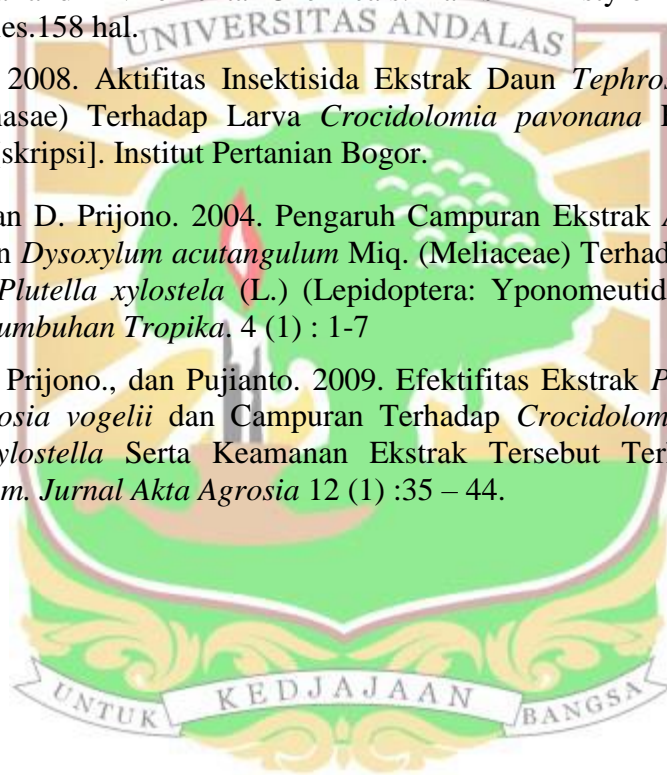 UNIVERSITAS ANDALAS
es.158 hal.
2008. Aktifitas Insektisida Ekstrak Daun Tephros
asae) Terhadap Larva Crocidolomia pavonana
skripsi]. Institut Pertanian Bogor.
an D. Prijono. 2004. Pengaruh Campuran Ekstrak
n Dysoxylum acutangulum Miq. (Meliaceae) Terhad
Plutella xylostela (L.) (Lepidoptera: Yponomeutid
umbuhan Tropika. 4 (1) : 1-7
Prijono., dan Pujianto. 2009. Efektifitas Ekstrak P
osia vogelii dan Campuran Terhadap Crocidolom
ylostella Serta Keamanan Ekstrak Tersebut Ter
m. Jurnal Akta Agrosia 12 (1) :35 – 44.
UNTUK KEDJAJAAN BANGSA